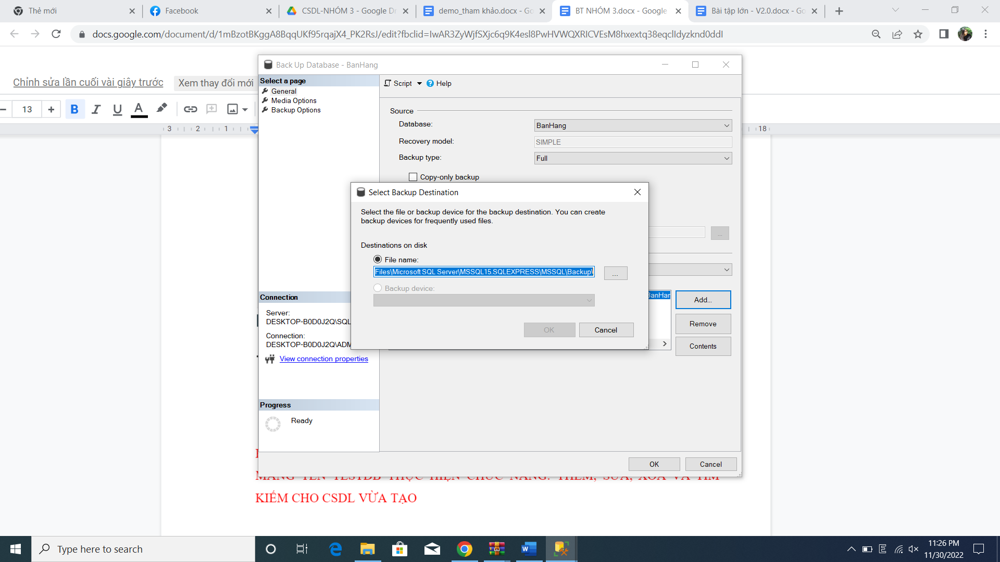 Thẻ mới
Facebook
CSDL-NHÓM 3 - Google Dr
demo_tham khảo.docx - Go
BT NHÓM 3.docx - Google
Bài tập lớn - V2.0.docx - Go
docs.google.com/document/d/1mBzotBKggA8BqqUKf95rqajX4_PK2RsJ/edit?fbclid=IwAR3ZyWjfSXjc6q9K4esl8PwHVWQXRlCVEsM8hxextq38eqclIdyzknd0ddI
Chỉnh sửa lần cuối vài giây trước
Xem thay đổi mới
13
B I U A
3 2 1 18
Back Up Database - BanHang
Select a page
General
Media Options
Backup Options
Script
Help
Source
Database:
BanHang
Recovery model:
SIMPLE
Backup type:
Full
Copy-only backup
Select Backup Destination
Select the file or backup device for the backup destination. You can create
backup devices for frequently used files.
Destinations on disk
File name:
Files\Microsoft SQL Server\MSSQL15.SQLEXPRESS\MSSQL\Backup\
...
Backup device:
OK
Cancel
...
BanHar
Add...
Remove
Contents
Connection
Server:
DESKTOP-B0D0J2Q\SQL
Connection:
DESKTOP-B0D0J2Q\ADM
View connection properties
Progress
Ready
OK
Cancel
MANG TÊN TESTDB THỰC HIỆN CHỨC NĂNG: THÊM, SỬA, XÓA VÀ TÌM
KIẾM CHO CSDL VỪA TẠO
Type here to search
11:26 PM
11/30/2022